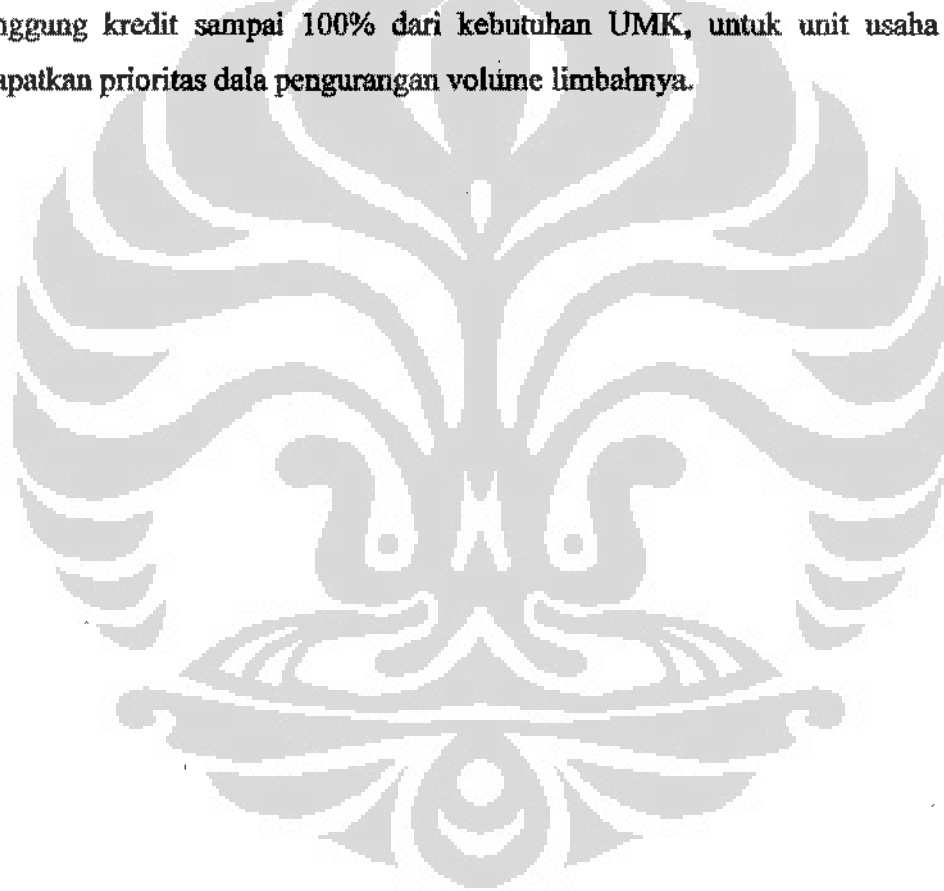 nggung kredit sampai 100% dari kebutuhan UMK, untuk unit usaha
apatkan prioritas dala pengurangan volume limbahnya.